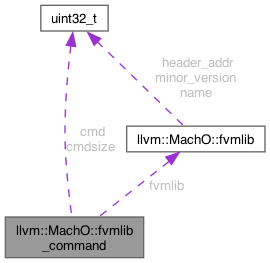 uint32_t
header_addr
minor_version
name
cmd
cmdsize
llvm::MachO::fvmlib
fvmlib
llvm::MachO::fvmlib
_command